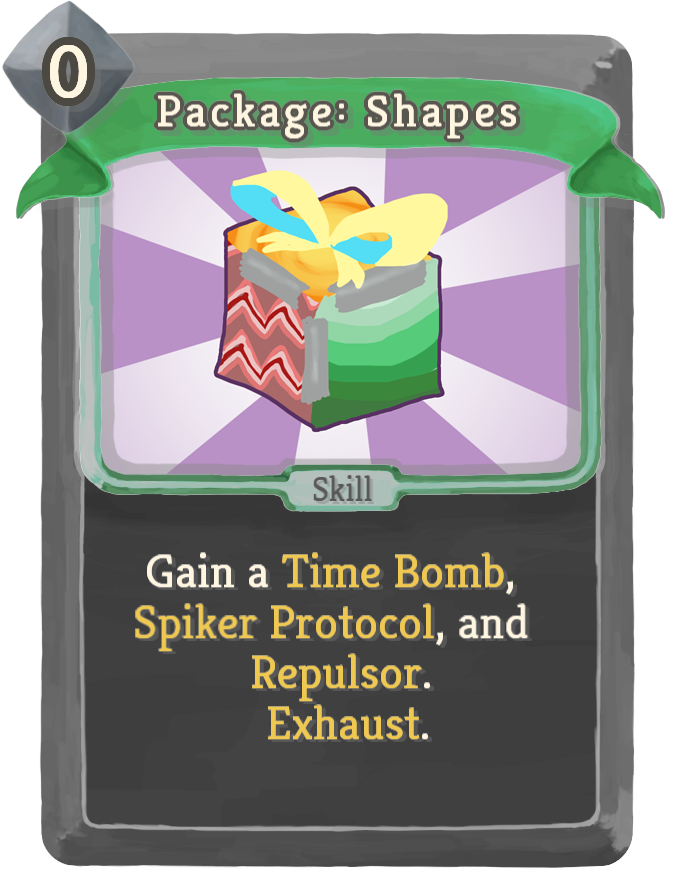 0
Package: Shapes
Skill
Gain a Time Bomb,
Spiker Protocol, and
Repulsor.
Exhaust.